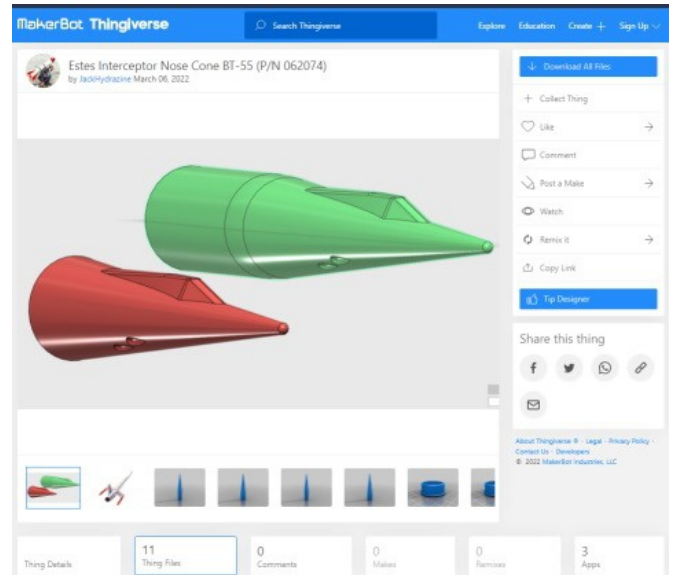 MakerBot Thingiverse
Search Thingiverse
Explore Education Create + Sign Up
Estes Interceptor Nose Cone BT-55 (P/N 062074)
by JackHydrazine March 06, 2022
Download All Files
Collect Thing
Like
Comment
Post a Make
Watch
Remix it
Copy Link
Tip Designer
Share this thing
About Thingiverse ® · Legal · Privacy Policy ·
Contact Us · Developers
© 2022 MakerBot Industries, LLC
Thing Details
11
Thing Files
0
Comments
0
Makes
0
Remixes
3
Apps